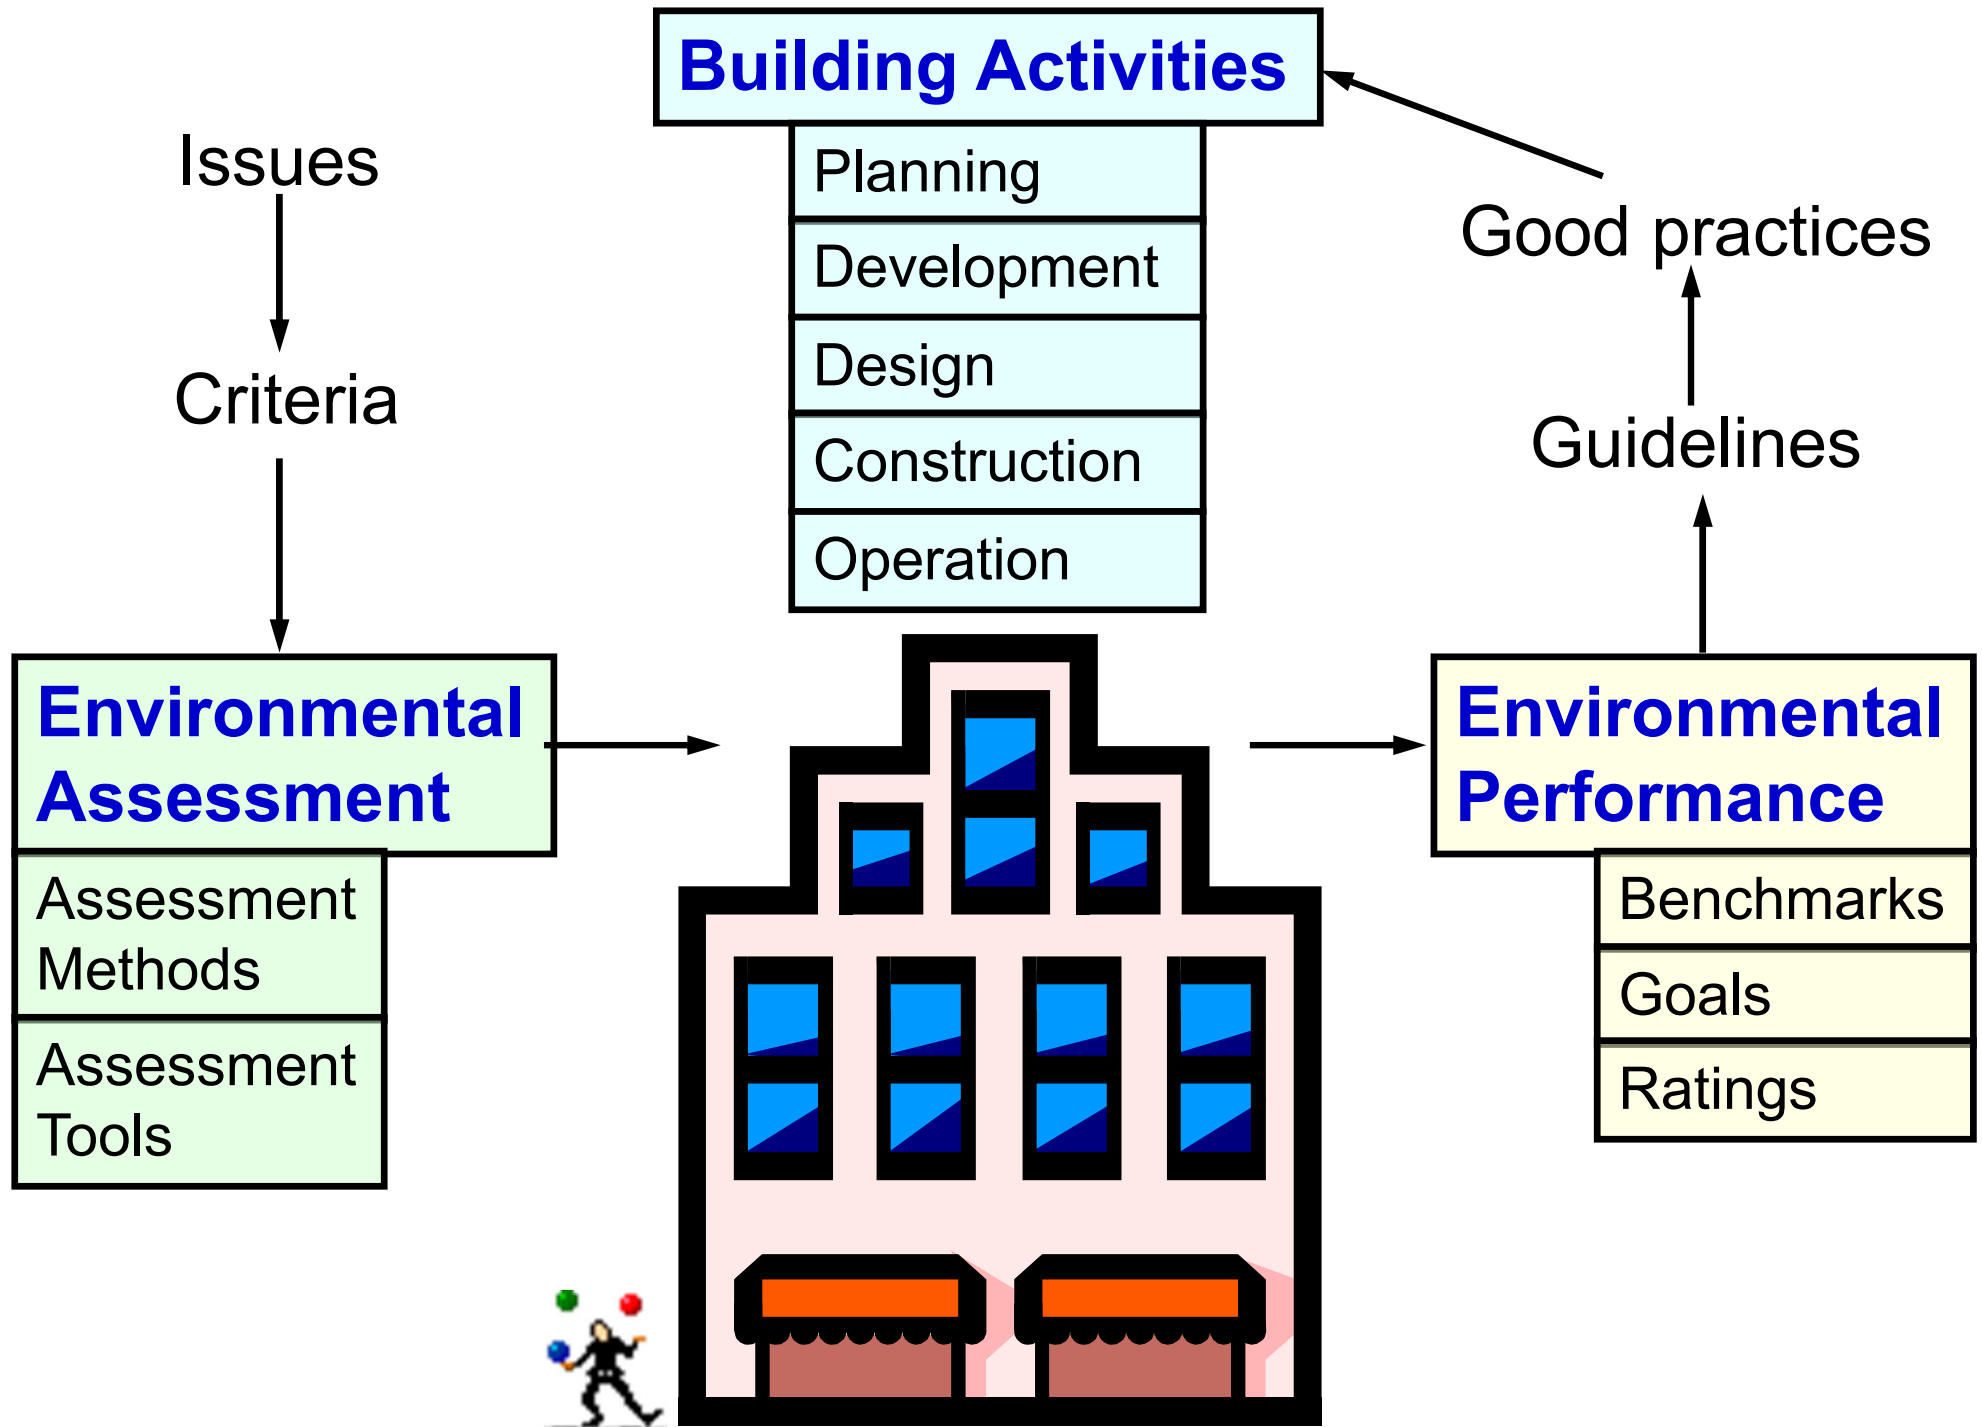 Building Activities
Planning
Development
Design
Construction
Operation
Issues
Criteria
Environmental
Assessment
Assessment
Methods
Assessment
Tools
Good practices
Guidelines
Environmental
Performance
Benchmarks
Goals
Ratings